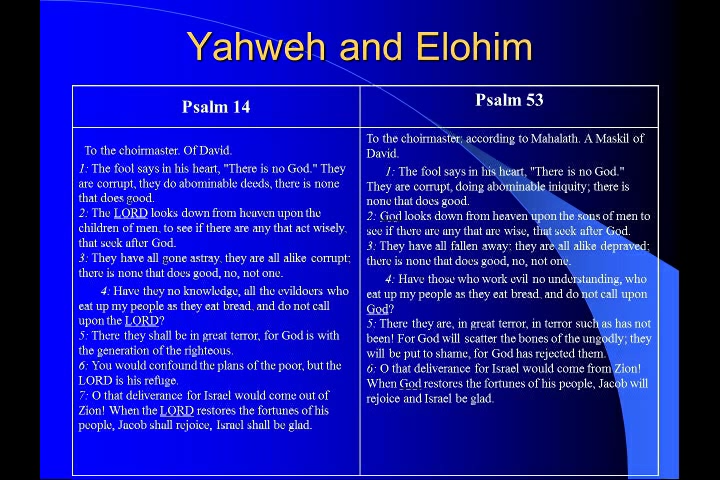 Yahweh and Elohim
Psalm 14
To the choirmaster. Of David.
1: The fool says in his heart, "There is no God." They
are corrupt, they do abominable deeds, there is none
that does good.
2: The LORD looks down from heaven upon the
children of men, to see if there are any that act wisely,
that seek after God.
3: They have all gone astray, they are all alike corrupt;
there is none that does good, no, not one.
4: Have they no knowledge, all the evildoers who
eat up my people as they eat bread, and do not call
upon the LORD?
5: There they shall be in great terror, for God is with
the generation of the righteous.
6: You would confound the plans of the poor, but the
LORD is his refuge.
7: O that deliverance for Israel would come out of
Zion! When the LORD restores the fortunes of his
people, Jacob shall rejoice, Israel shall be glad.
Psalm 53
To the choirmaster: according to Mahalath. A Maskil of
David.
1: The fool says in his heart, "There is no God."
They are corrupt, doing abominable iniquity; there is
none that does good.
2: God looks down from heaven upon the sons of men to
see if there are any that are wise, that seek after God.
3: They have all fallen away; they are all alike depraved;
there is none that does good, no, not one.
4: Have those who work evil no understanding, who
eat up my people as they eat bread, and do not call upon
God?
5: There they are, in great terror, in terror such as has not
been! For God will scatter the bones of the ungodly; they
will be put to shame, for God has rejected them.
6: O that deliverance for Israel would come from Zion!
When God restores the fortunes of his people, Jacob will
rejoice and Israel be glad.